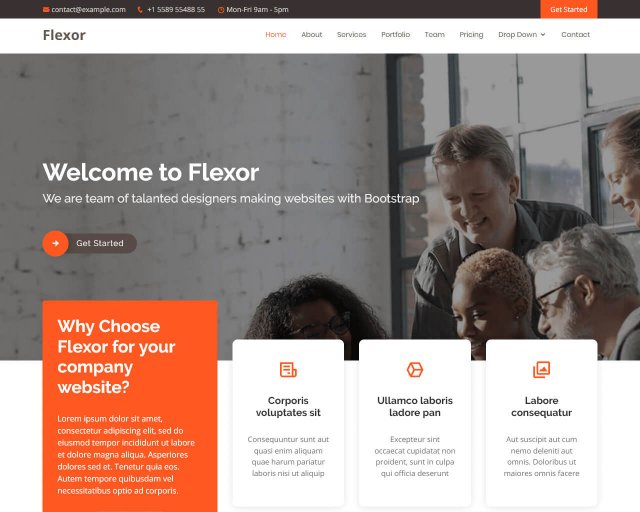 contact@example.com +1 5589 55488 55 Mon-Fri 9am - 5pm Get Started
Flexor Home About Services Portfolio Team Pricing Drop Down Contact
Welcome to Flexor
We are team of talanted designers making websites with Bootstrap
Get Started
Why Choose
Flexor for your
company
website?
Lorem ipsum dolor sit amet,
consectetur adipiscing elit, sed do
eiusmod tempor incididunt ut labore
et dolore magna aliqua. Asperiores
dolores sed et. Tenetur quia eos.
Autem tempore quibusdam vel
necessitatibus optio ad corporis.
Corporis
voluptates sit
Consequuntur sunt aut
quasi enim aliquam
quae harum pariatur
laboris nisi ut aliquip
Ullamco laboris
ladore pan
Excepteur sint
occaecat cupidatat non
proident, sunt in culpa
qui officia deserunt
Labore
consequatur
Aut suscipit aut cum
nemo deleniti aut
omnis. Doloribus ut
maiores omnis facere